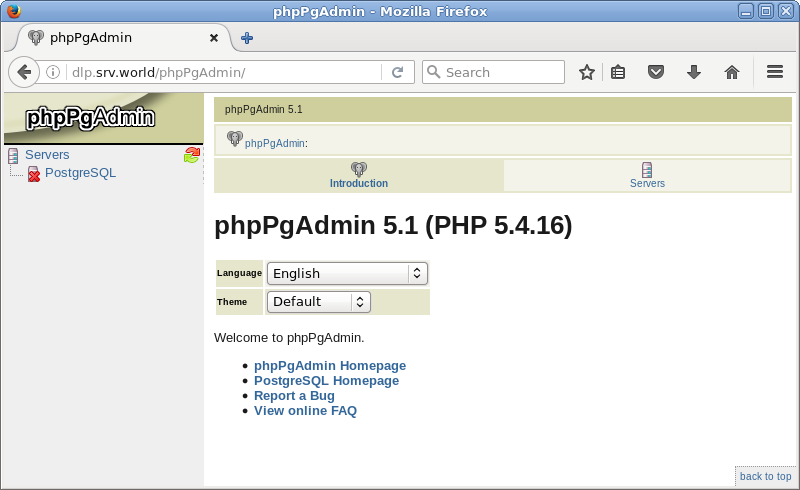 phpPgAdmin - Mozilla Firefox
phpPgAdmin
dlp.srv.world/phpPgAdmin/
Search
phpPgAdmin
Servers
PostgreSQL
phpPgAdmin 5.1
phpPgAdmin:
Introduction
Servers
phpPgAdmin 5.1 (PHP 5.4.16)
Language English
Theme Default
Welcome to phpPgAdmin.
phpPgAdmin Homepage
PostgreSQL Homepage
Report a Bug
View online FAQ
back to top